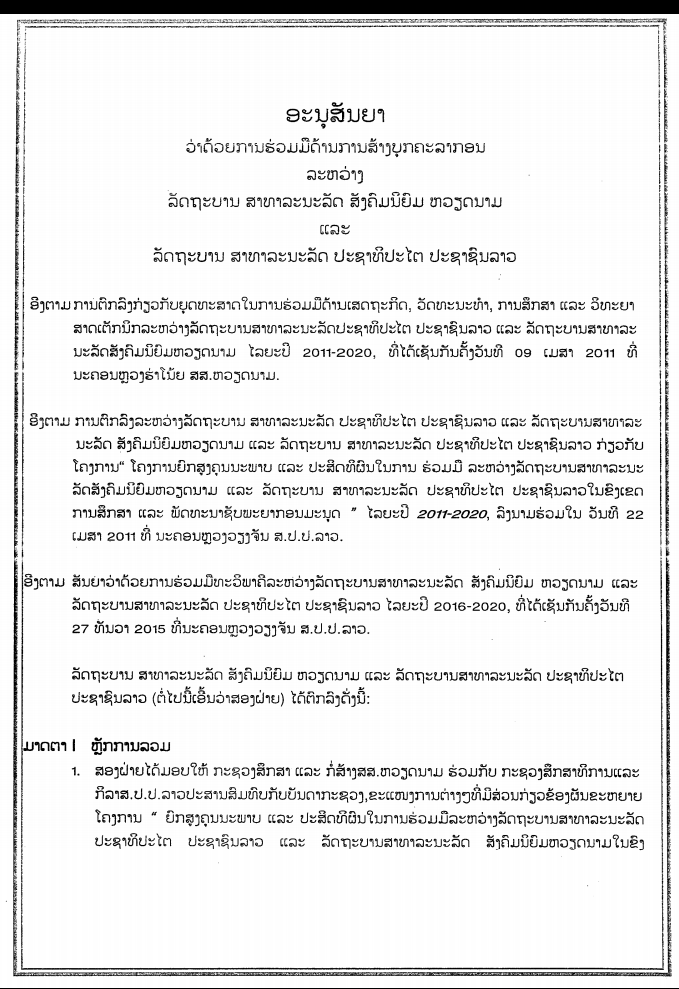 ອະນຸສັນຍາ
ວ່າດ້ວຍການຮ່ວມມືດ້ານການສ້າງບຸກຄະລາກອນ
ລະຫວ່າງ
ລັດຖະບານ ສາທາລະນະລັດ ສັງຄົມນິຍົມ ຫວຽດນາມ
ແລະ
ລັດຖະບານ ສາທາລະນະລັດ ປະຊາທິປະໄຕ ປະຊາຊົນລາວ
ອີງຕາມ ການຕົກລົງກ່ຽວກັບຍຸດທະສາດໃນການຮ່ວມມືດ້ານເສດຖະກິດ, ວັດທະນະທຳ, ການສຶກສາ ແລະ ວິທະຍາ
ສາດເຕັກນິກລະຫວ່າງລັດຖະບານສາທາລະນະລັດປະຊາທິປະໄຕ ປະຊາຊົນລາວ ແລະ ລັດຖະບານສາທາລະ
ນະລັດສັງຄົມນິຍົມຫວຽດນາມ ໄລຍະປີ 2011-2020, ທີ່ໄດ້ເຊັນກັນຄັ້ງວັນທີ 09 ເມສາ 2011 ທີ່
ນະຄອນຫຼວງຮ່າໂນ້ຍ ສສ.ຫວຽດນາມ.
ອີງຕາມ ການຕົກລົງລະຫວ່າງລັດຖະບານ ສາທາລະນະລັດ ປະຊາທິປະໄຕ ປະຊາຊົນລາວ ແລະ ລັດຖະບານສາທາລະ
ນະລັດ ສັງຄົມນິຍົມຫວຽດນາມ ແລະ ລັດຖະບານ ສາທາລະນະລັດ ປະຊາທິປະໄຕ ປະຊາຊົນລາວ ກ່ຽວກັບ
ໂຄງການ“ ໂຄງການຍົກສູງຄຸນນະພາບ ແລະ ປະສິດທິຜົນໃນການ ຮ່ວມມື ລະຫວ່າງລັດຖະບານສາທາລະນະ
ລັດສັງຄົມນິຍົມຫວຽດນາມ ແລະ ລັດຖະບານ ສາທາລະນະລັດ ປະຊາທິປະໄຕ ປະຊາຊົນລາວໃນຂົງເຂດ
ການສຶກສາ ແລະ ພັດທະນາຊັບພະຍາກອນມະນຸດ ” ໄລຍະປີ 2011-2020, ລົງນາມຮ່ວມໃນ ວັນທີ 22
ເມສາ 2011 ທີ່ ນະຄອນຫຼວງວຽງຈັນ ສ.ປ.ປ.ລາວ.
ອີງຕາມ ສັນຍາວ່າດ້ວຍການຮ່ວມມືທະວິພາຄີລະຫວ່າງລັດຖະບານສາທາລະນະລັດ ສັງຄົມນິຍົມ ຫວຽດນາມ ແລະ
ລັດຖະບານສາທາລະນະລັດ ປະຊາທິປະໄຕ ປະຊາຊົນລາວ ໄລຍະປີ 2016-2020, ທີ່ໄດ້ເຊັນກັນຄັ້ງວັນທີ
27 ທັນວາ 2015 ທີ່ນະຄອນຫຼວງວຽງຈັນ ສ.ປ.ປ.ລາວ.
ລັດຖະບານ ສາທາລະນະລັດ ສັງຄົມນິຍົມ ຫວຽດນາມ ແລະ ລັດຖະບານສາທາລະນະລັດ ປະຊາທິປະໄຕ
ປະຊາຊົນລາວ (ຕໍ່ໄປນີ້ເອີ້ນວ່າສອງຝ່າຍ) ໄດ້ຕົກລົງດັ່ງນີ້:
ມາດຕາ I ຫຼັກການລວມ
1. ສອງຝ່າຍໄດ້ມອບໃຫ້ ກະຊວງສຶກສາ ແລະ ກໍ່ສ້າງສສ.ຫວຽດນາມ ຮ່ວມກັບ ກະຊວງສຶກສາທິການແລະ
ກິລາສ.ປ.ປ.ລາວປະສານສົມທົບກັບບັນດາກະຊວງ,ຂະແໜງການຕ່າງໆທີ່ມີສ່ວນກ່ຽວຂ້ອງຜັນຂະຫຍາຍ
ໂຄງການ “ ຍົກສູງຄຸນນະພາບ ແລະ ປະສິດທິຜົນໃນການຮ່ວມມືລະຫວ່າງລັດຖະບານສາທາລະນະລັດ
ປະຊາທິປະໄຕ ປະຊາຊົນລາວ ແລະ ລັດຖະບານສາທາລະນະລັດ ສັງຄົມນິຍົມຫວຽດນາມໃນຂົງ